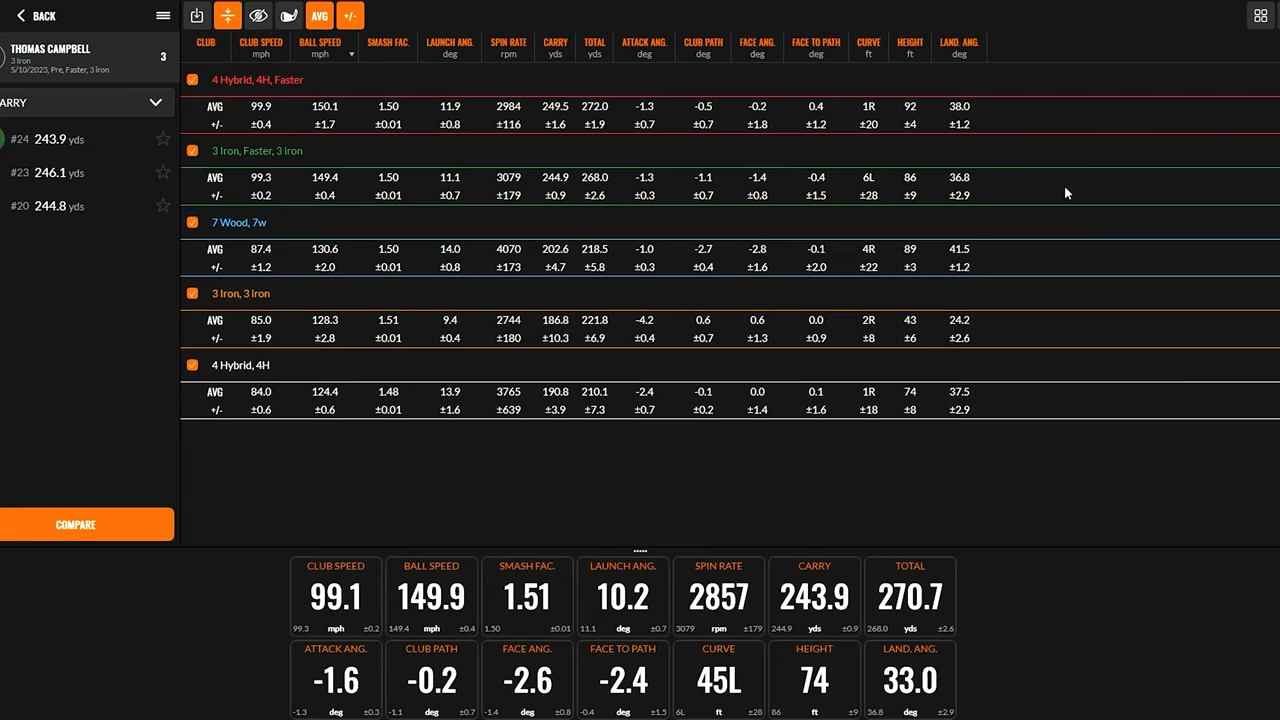 BACK
THOMAS CAMPBELL
3 Iron
5/10/2023, Pre, Faster, 3 Iron
3
ARRY
#24 243.9 yds
#23 246.1 yds
#20 244.8 yds
COMPARE
AVG +/-
CLUB CLUB SPEED BALL SPEED SMASH FAC. LAUNCH ANG. SPIN RATE CARRY TOTAL ATTACK ANG. CLUB PATH FACE ANG. FACE TO PATH CURVE HEIGHT LAND. ANG.
mph mph deg rpm yds yds deg deg deg deg ft ft deg
4 Hybrid, 4H, Faster
AVG 99.9 150.1 1.50 11.9 2984 249.5 272.0 -1.3 -0.5 -0.2 0.4 1R 92 38.0
+/- ±0.4 ±1.7 ±0.01 ±0.8 ±116 ±1.6 ±1.9 ±0.7 ±0.7 ±1.8 ±1.2 ±20 ±4 ±1.2
3 Iron, Faster, 3 Iron
AVG 99.3 149.4 1.50 11.1 3079 244.9 268.0 -1.3 -1.1 -1.4 -0.4 6L 86 36.8
+/- ±0.2 ±0.4 ±0.01 ±0.7 ±179 ±0.9 ±2.6 ±0.3 ±0.7 ±0.8 ±1.5 ±28 ±9 ±2.9
7 Wood, 7w
AVG 87.4 130.6 1.50 14.0 4070 202.6 218.5 -1.0 -2.7 -2.8 -0.1 4R 89 41.5
+/- ±1.2 ±2.0 ±0.01 ±0.8 ±173 ±4.7 ±5.8 ±0.3 ±0.4 ±1.6 ±2.0 ±22 ±3 ±1.2
3 Iron, 3 iron
AVG 85.0 128.3 1.51 9.4 2744 186.8 221.8 -4.2 0.6 0.6 0.0 2R 43 24.2
+/- ±1.9 ±2.8 ±0.01 ±0.4 ±180 ±10.3 ±6.9 ±0.4 ±0.7 ±1.3 ±0.9 ±8 ±6 ±2.6
4 Hybrid, 4H
AVG 84.0 124.4 1.48 13.9 3765 190.8 210.1 -2.4 -0.1 0.0 0.1 1R 74 37.5
+/- ±0.6 ±0.6 ±0.01 ±1.6 ±639 ±3.9 ±7.3 ±0.7 ±0.2 ±1.4 ±1.6 ±18 ±8 ±2.9
CLUB SPEED BALL SPEED SMASH FAC. LAUNCH ANG. SPIN RATE CARRY TOTAL
99.1 149.9 1.51 10.2 2857 243.9 270.7
99.3 mph ±0.2 149.4 mph ±0.4 1.50 ±0.01 11.1 deg ±0.7 3079 rpm ±179 244.9 yds ±0.9 268.0 yds ±2.6
ATTACK ANG. CLUB PATH FACE ANG. FACE TO PATH CURVE HEIGHT LAND. ANG.
-1.6 -0.2 -2.6 -2.4 45L 74 33.0
-1.3 deg ±0.3 -1.1 deg ±0.7 -1.4 deg ±0.8 -0.4 deg ±1.5 6L ft ±28 86 ft ±9 36.8 deg ±2.9